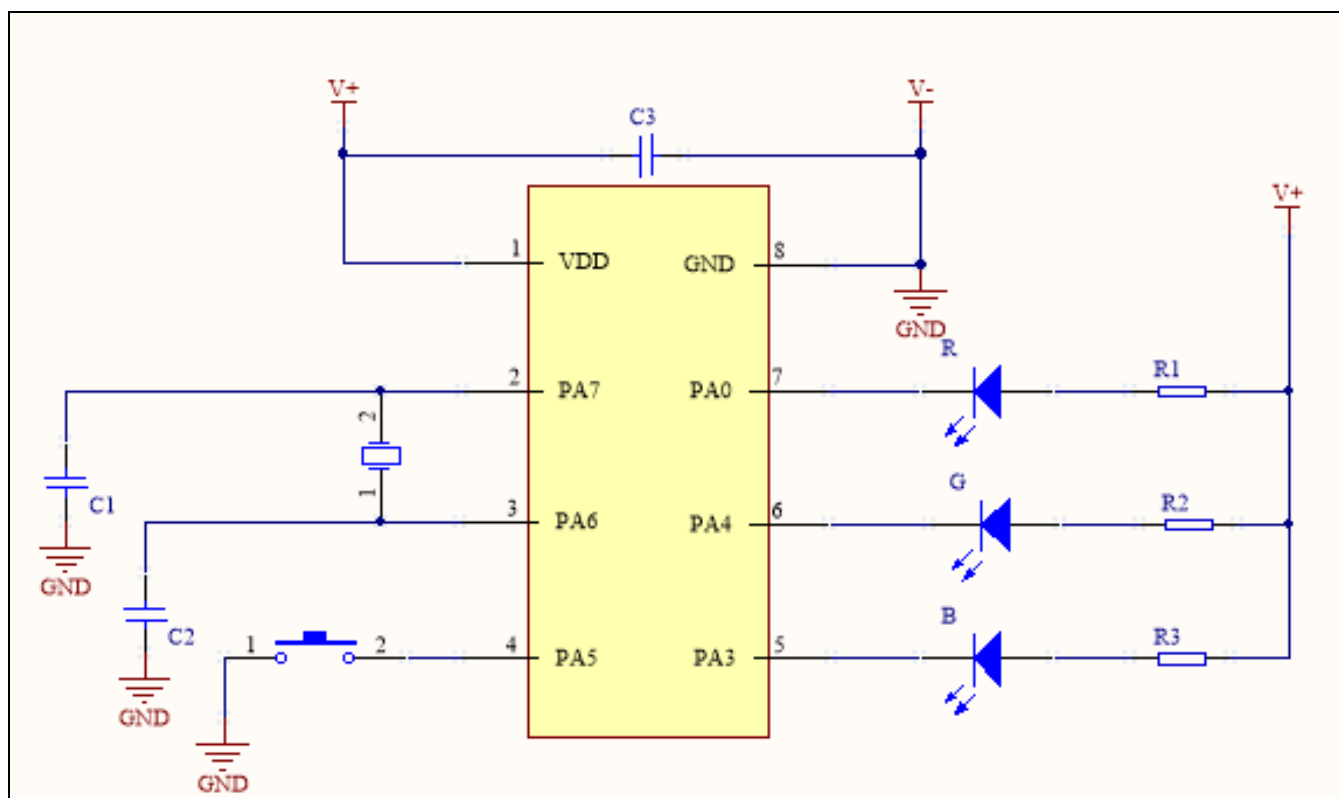 V+
V-
C3
V+
1
VDD
GND
8
GND
R
R1
2
PA7
PA0
7
2
G
C1
1
R2
3
PA6
PA4
6
GND
B
C2
1
2
4
PA5
PA3
5
R3
GND
GND